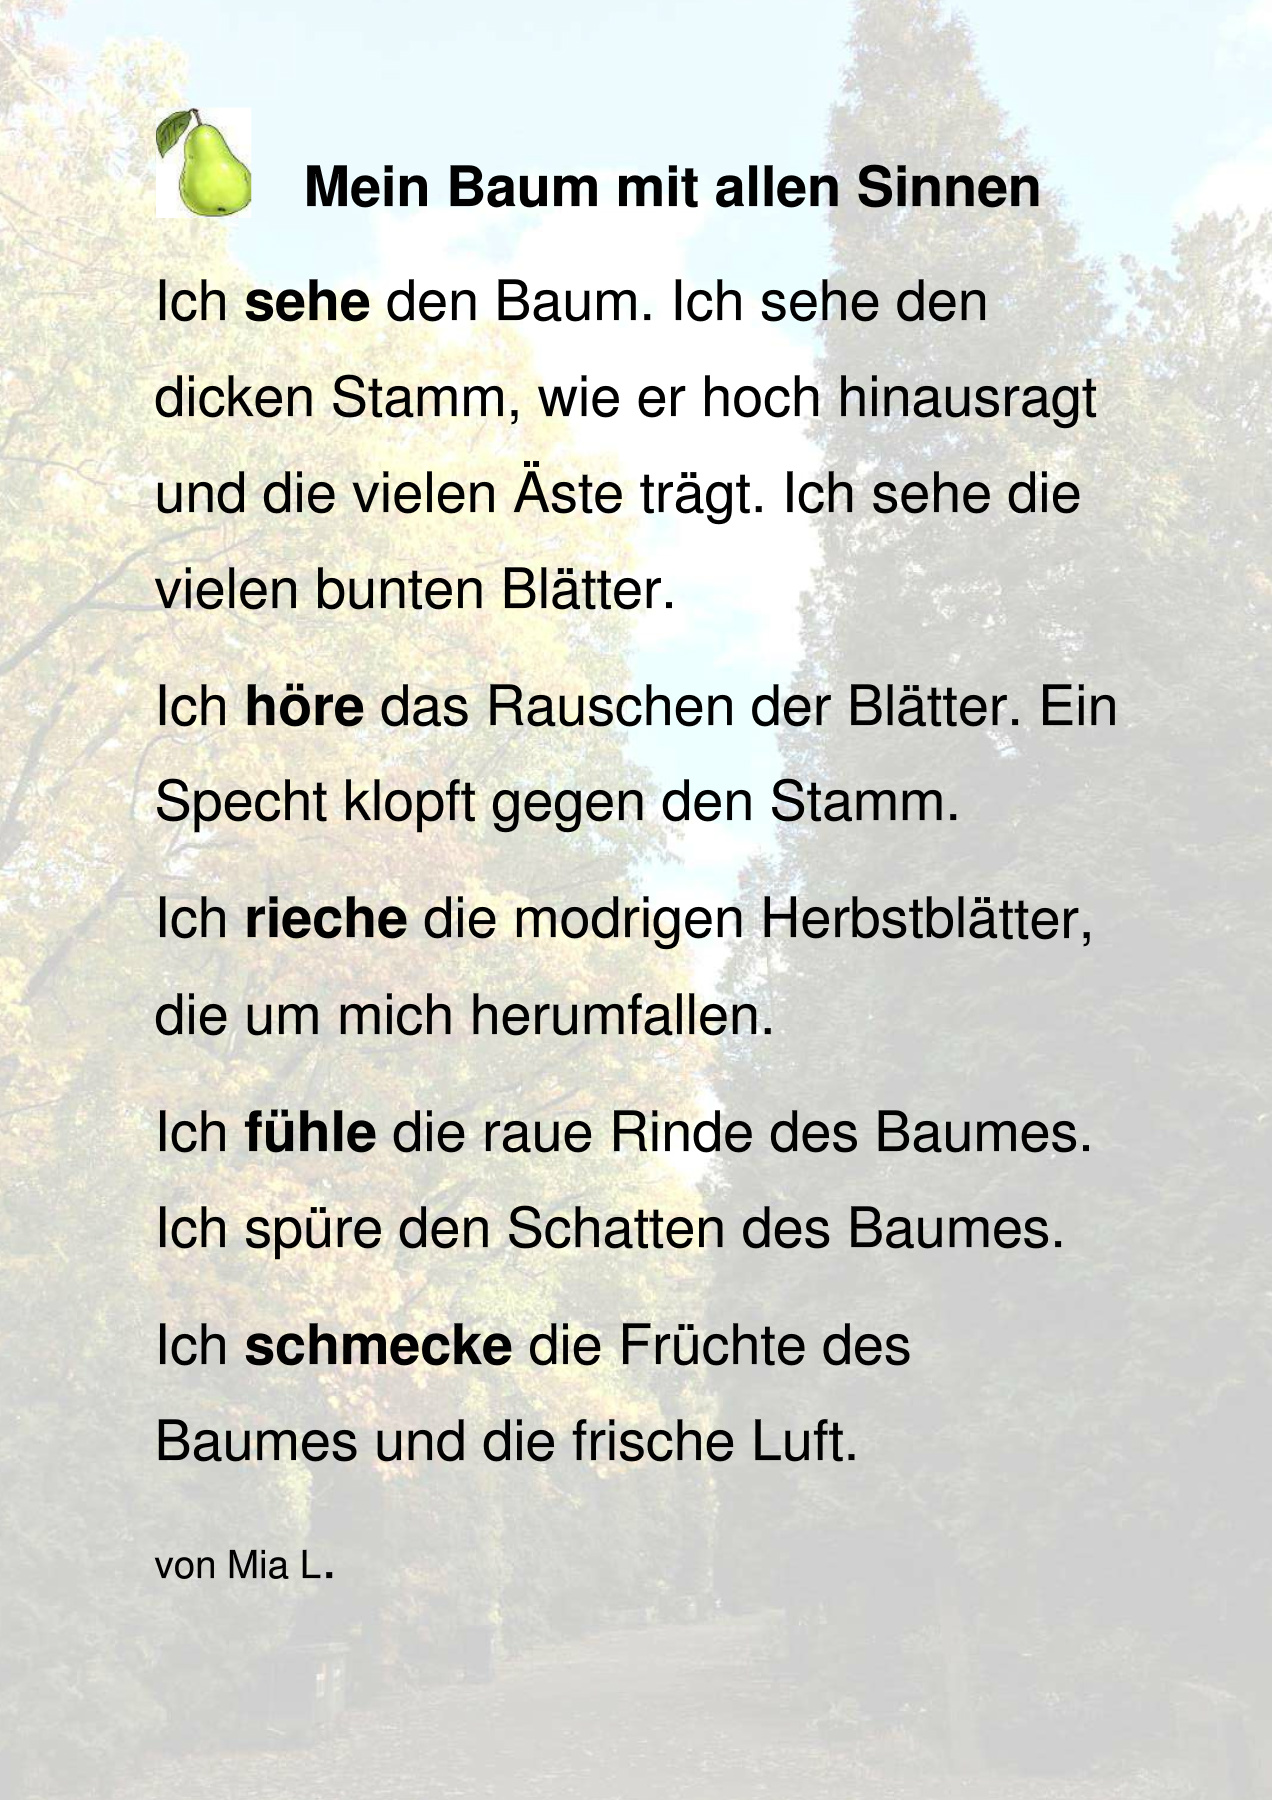 Mein Baum mit allen Sinnen
Ich sehe den Baum. Ich sehe den
dicken Stamm, wie er hoch hinausragt
und die vielen Äste trägt. Ich sehe die
vielen bunten Blätter.
Ich höre das Rauschen der Blätter. Ein
Specht klopft gegen den Stamm.
Ich rieche die modrigen Herbstblätter,
die um mich herumfallen.
Ich fühle die raue Rinde des Baumes.
Ich spüre den Schatten des Baumes.
Ich schmecke die Früchte des
Baumes und die frische Luft.
von Mia L.